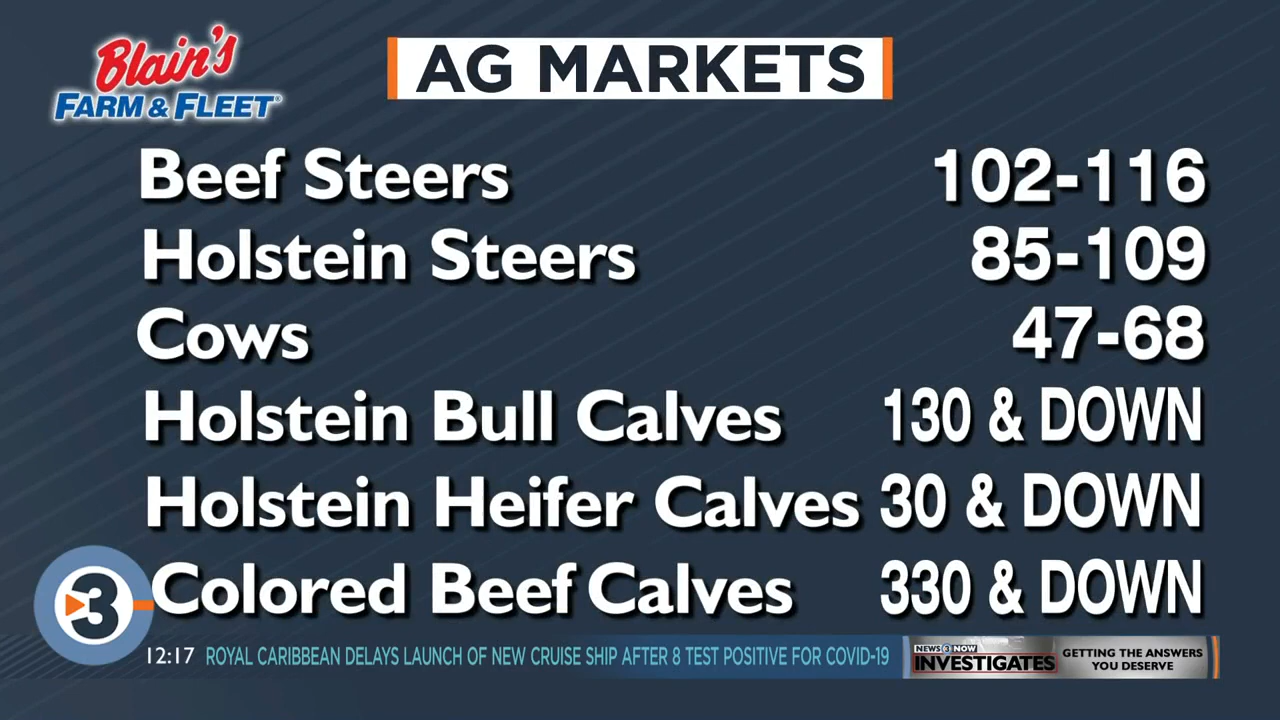 Blain's
FARM & FLEET
AG MARKETS
Beef Steers 102-116
Holstein Steers 85-109
Cows 47-68
Holstein Bull Calves 130 & DOWN
Holstein Heifer Calves 30 & DOWN
Colored Beef Calves 330 & DOWN
3
12:17 ROYAL CARIBBEAN DELAYS LAUNCH OF NEW CRUISE SHIP AFTER 8 TEST POSITIVE FOR COVID-19
NEWS 3 NOW
INVESTIGATES
GETTING THE ANSWERS
YOU DESERVE